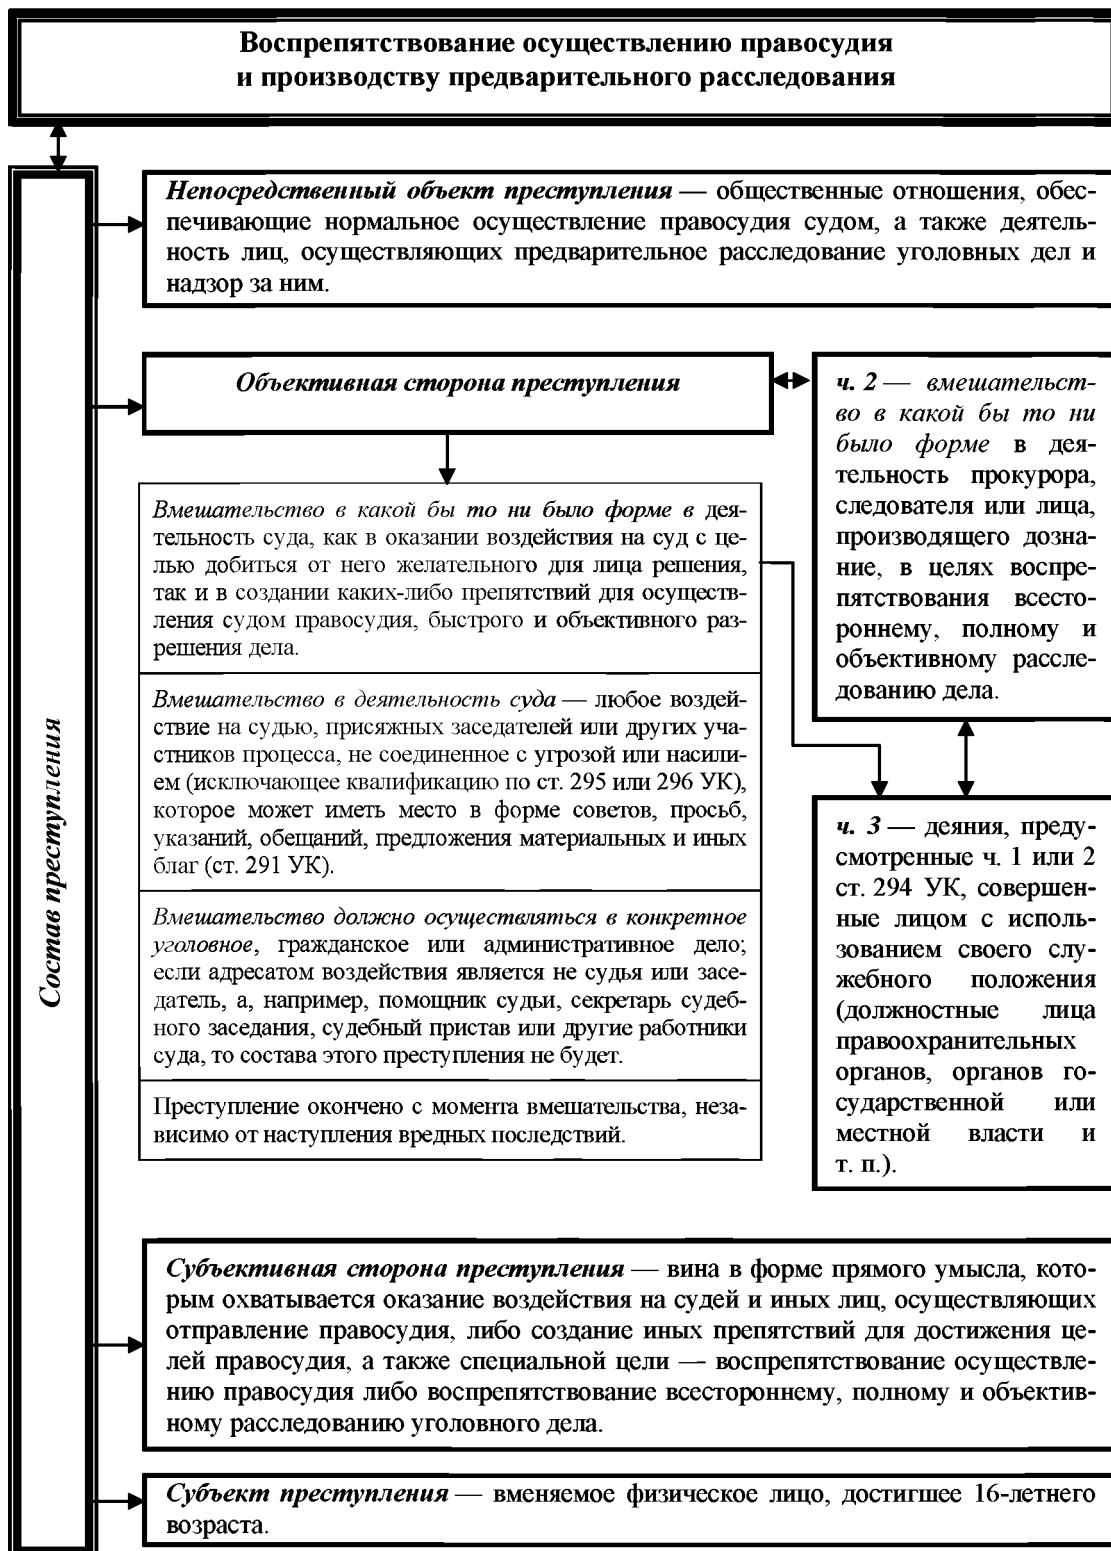 Воспрепятствование осуществлению правосудия
и производству предварительного расследования
Состав преступления
Непосредственный объект преступления — общественные отношения, обес-
печивающие нормальное осуществление правосудия судом, а также деятель-
ность лиц, осуществляющих предварительное расследование уголовных дел и
надзор за ним.
Объективная сторона преступления
Вмешательство в какой бы то ни было форме в дея-
тельность суда, как в оказании воздействия на суд с це-
лью добиться от него желательного для лица решения,
так и в создании каких-либо препятствий для осуществ-
ления судом правосудия, быстрого и объективного раз-
решения дела.
Вмешательство в деятельность суда — любое воздей-
ствие на судью, присяжных заседателей или других уча-
стников процесса, не соединенное с угрозой или насили-
ем (исключающее квалификацию по ст. 295 или 296 УК),
которое может иметь место в форме советов, просьб,
указаний, обещаний, предложения материальных и иных
благ (ст. 291 УК).
Вмешательство должно осуществляться в конкретное
уголовное, гражданское или административное дело;
если адресатом воздействия является не судья или засе-
датель, а, например, помощник судьи, секретарь судеб-
ного заседания, судебный пристав или другие работники
суда, то состава этого преступления не будет.
Преступление окончено с момента вмешательства, неза-
висимо от наступления вредных последствий.
ч. 2 — вмешательст-
во в какой бы то ни
было форме в дея-
тельность прокурора,
следователя или лица,
производящего дозна-
ние, в целях воспре-
пятствования всесто-
роннему, полному и
объективному рассле-
дованию дела.
ч. 3 — деяния, преду-
смотренные ч. 1 или 2
ст. 294 УК, совершен-
ные лицом с исполь-
зованием своего слу-
жебного положения
(должностные лица
правоохранительных
органов, органов го-
сударственной или
местной власти и
т. п.).
Субъективная сторона преступления — вина в форме прямого умысла, кото-
рым охватывается оказание воздействия на судей и иных лиц, осуществляющих
отправление правосудия, либо создание иных препятствий для достижения це-
лей правосудия, а также специальной цели — воспрепятствование осуществле-
нию правосудия либо воспрепятствование всестороннему, полному и объектив-
ному расследованию уголовного дела.
Субъект преступления — вменяемое физическое лицо, достигшее 16-летнего
возраста.